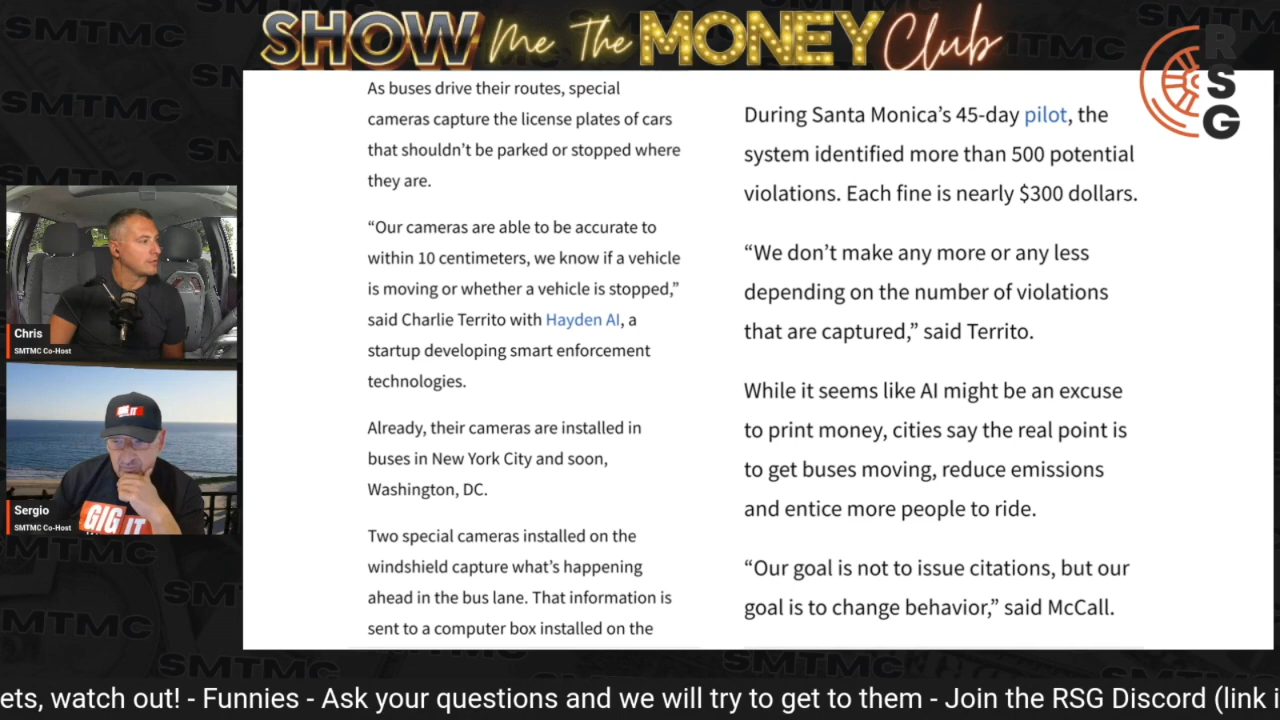 SHOW Me The MONEY Club
RSG
As buses drive their routes, special
cameras capture the license plates of cars
that shouldn’t be parked or stopped where
they are.
“Our cameras are able to be accurate to
within 10 centimeters, we know if a vehicle
is moving or whether a vehicle is stopped,”
said Charlie Territo with Hayden AI, a
startup developing smart enforcement
technologies.
Already, their cameras are installed in
buses in New York City and soon,
Washington, DC.
Two special cameras installed on the
windshield capture what’s happening
ahead in the bus lane. That information is
sent to a computer box installed on the
During Santa Monica’s 45-day pilot, the
system identified more than 500 potential
violations. Each fine is nearly $300 dollars.
“We don’t make any more or any less
depending on the number of violations
that are captured,” said Territo.
While it seems like AI might be an excuse
to print money, cities say the real point is
to get buses moving, reduce emissions
and entice more people to ride.
“Our goal is not to issue citations, but our
goal is to change behavior,” said McCall.
Chris
SMTMC Co-Host
GIG IT
Sergio
SMTMC Co-Host
SMTMC
SMTMC
SMTMC
SMTMC
ets, watch out! - Funnies - Ask your questions and we will try to get to them - Join the RSG Discord (link i